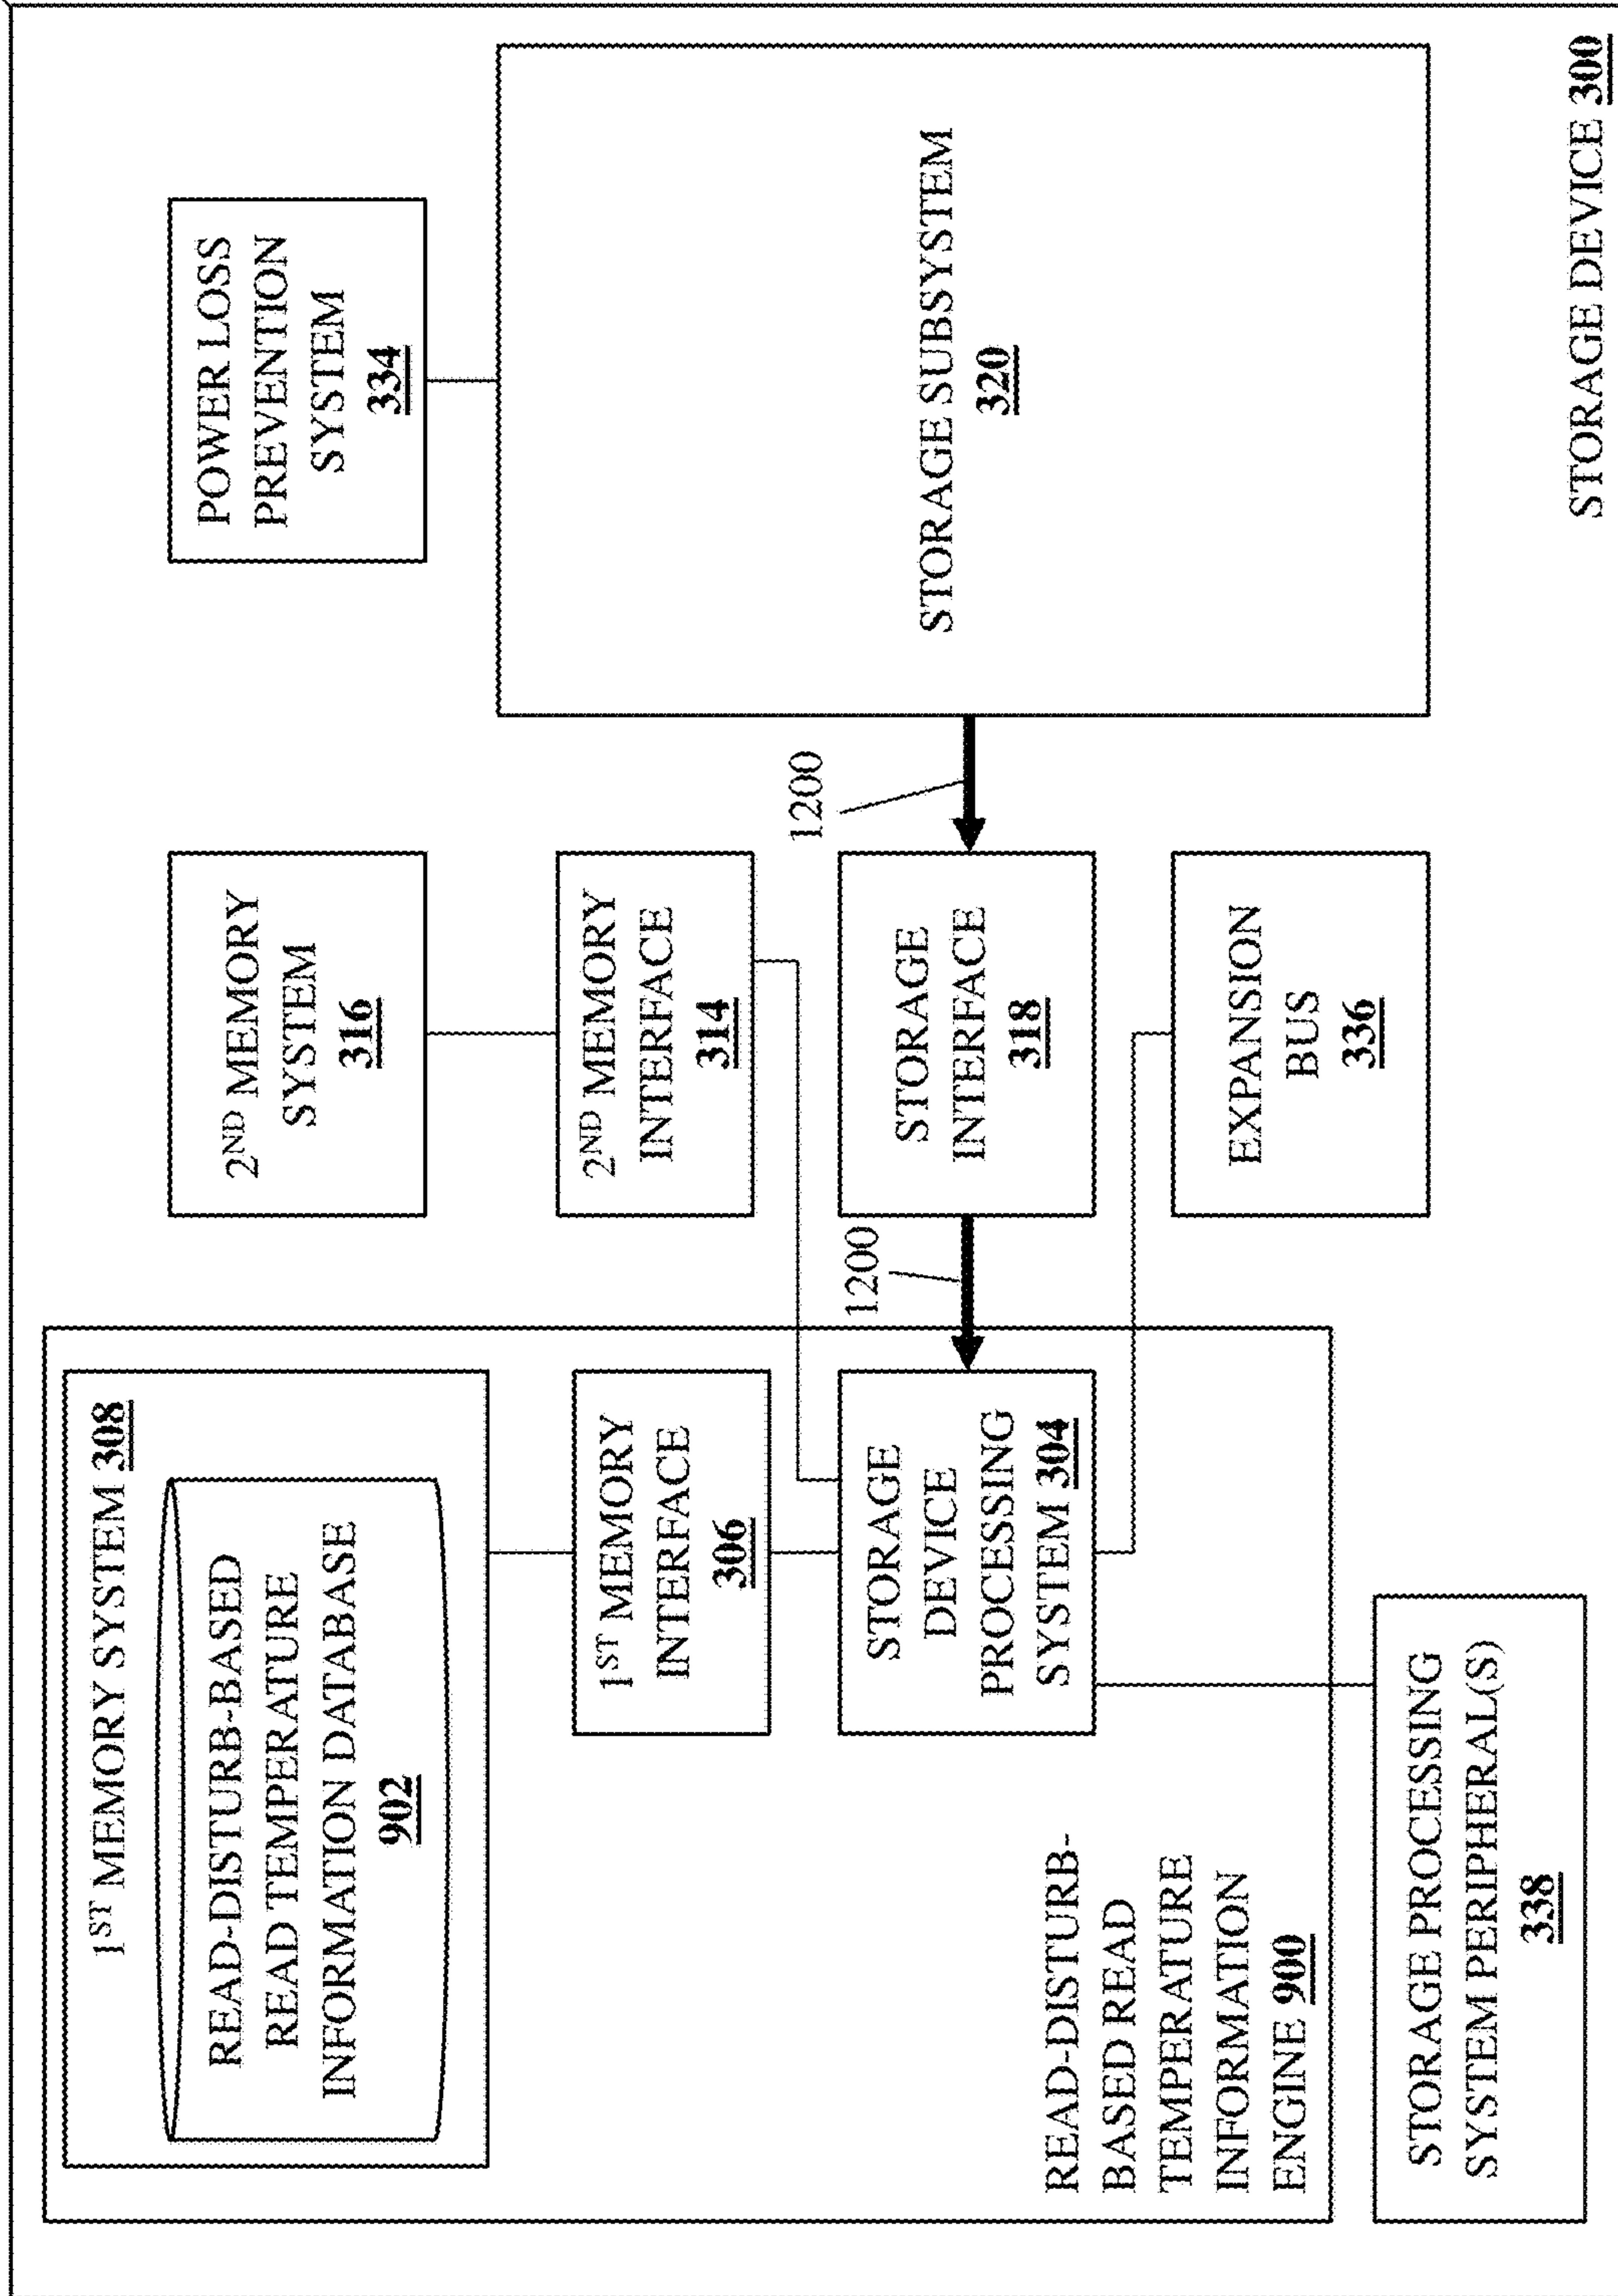 1ST MEMORY SYSTEM 308
READ-DISTURB-BASED
READ TEMPERATURE
INFORMATION DATABASE
902
2ND MEMORY
SYSTEM
316
POWER LOSS
PREVENTION
SYSTEM
334
1ST MEMORY
INTERFACE
306
2ND MEMORY
INTERFACE
314
1200
1200
STORAGE
DEVICE
PROCESSING
SYSTEM 304
STORAGE
INTERFACE
318
STORAGE SUBSYSTEM
320
READ-DISTURB-
BASED READ
TEMPERATURE
INFORMATION
ENGINE 900
EXPANSION
BUS
336
STORAGE PROCESSING
SYSTEM PERIPHERAL(S)
338
STORAGE DEVICE 300